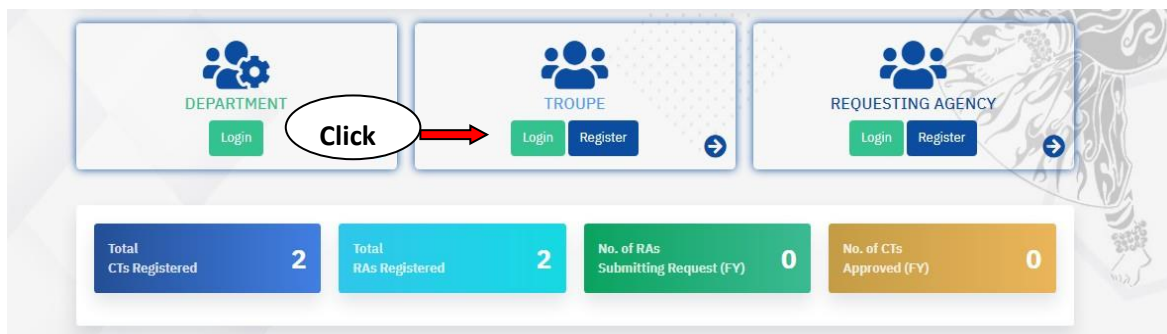 DEPARTMENT
Login
Click
TROUPE
Login Register
REQUESTING AGENCY
Login Register
Total
CTs Registered
2
Total
RAs Registered
2
No. of RAs
Submitting Request (FY)
0
No. of CTs
Approved (FY)
0